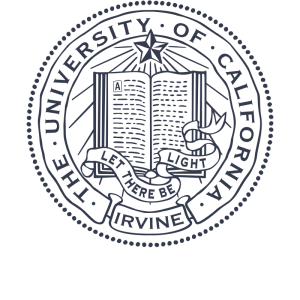 · THE · UNIVERSITY · OF · CALIFORNIA ·
A
LET THERE BE LIGHT
IRVINE